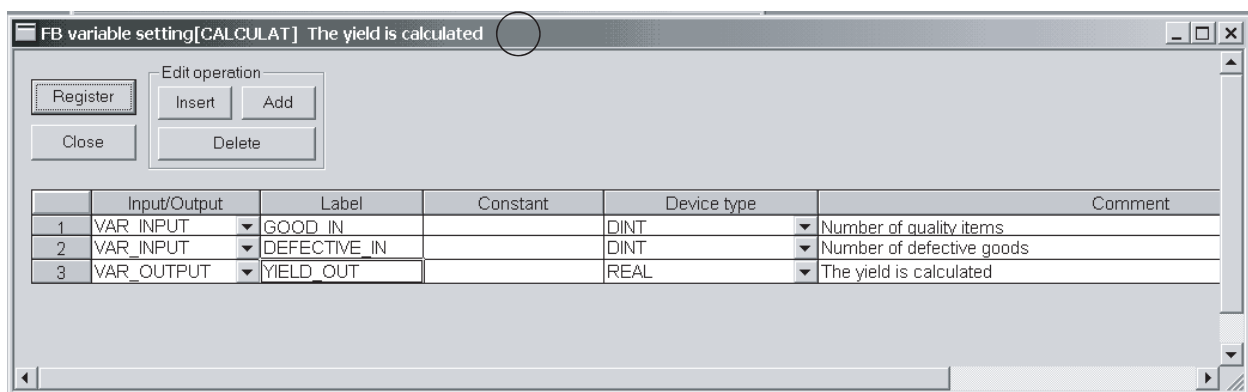 FB variable setting[CALCULAT] The yield is calculated
Edit operation
Register
Insert
Add
Close
Delete
Input/Output Label Constant Device type Comment
1 VAR_INPUT GOOD_IN DINT Number of quality items
2 VAR_INPUT DEFECTIVE_IN DINT Number of defective goods
3 VAR_OUTPUT YIELD_OUT REAL The yield is calculated